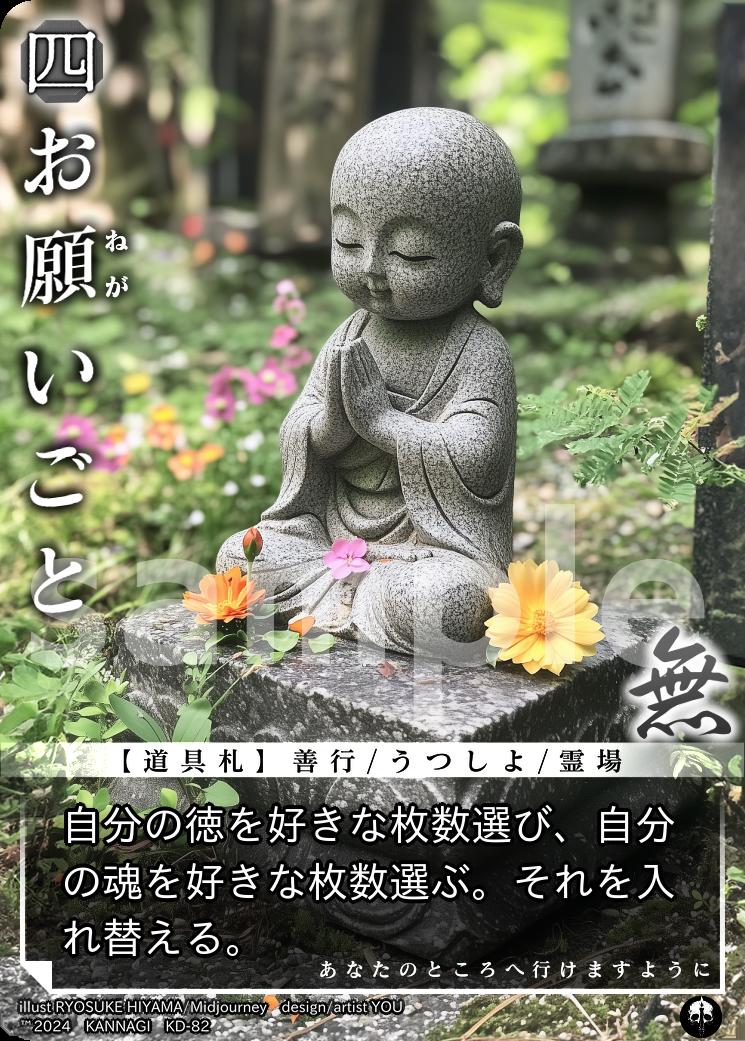 四
お願いごと
ねが
無
【道具札】善行/うつしよ/霊場
自分の徳を好きな枚数選び、自分
の魂を好きな枚数選ぶ。それを入
れ替える。
あなたのところへ行けますように
illust RYOSUKE HIYAMA/Midjourney design/artist YOU
™2024 KANNAGI KD-82
sample